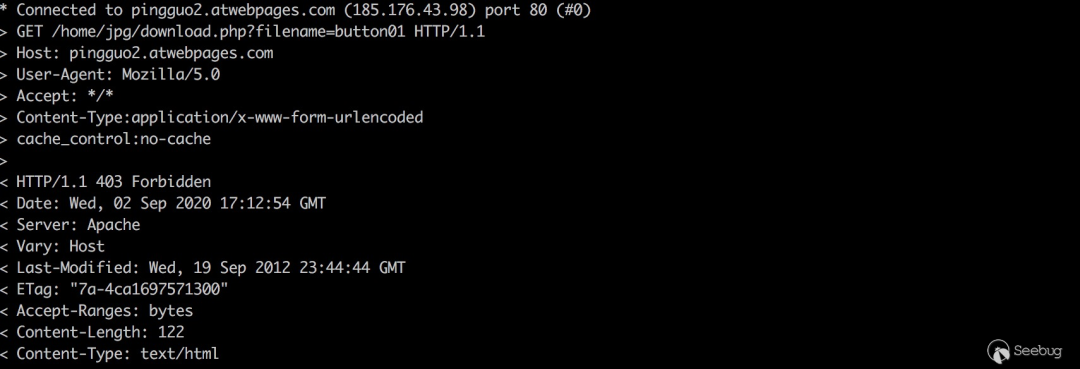 * Connected to pingguo2.atwebpages.com (185.176.43.98) port 80 (#0)
> GET /home/jpg/download.php?filename=button01 HTTP/1.1
> Host: pingguo2.atwebpages.com
> User-Agent: Mozilla/5.0
> Accept: */*
> Content-Type:application/x-www-form-urlencoded
> cache_control:no-cache
>
< HTTP/1.1 403 Forbidden
< Date: Wed, 02 Sep 2020 17:12:54 GMT
< Server: Apache
< Vary: Host
< Last-Modified: Wed, 19 Sep 2012 23:44:44 GMT
< ETag: "7a-4ca1697571300"
< Accept-Ranges: bytes
< Content-Length: 122
< Content-Type: text/html
Seebug